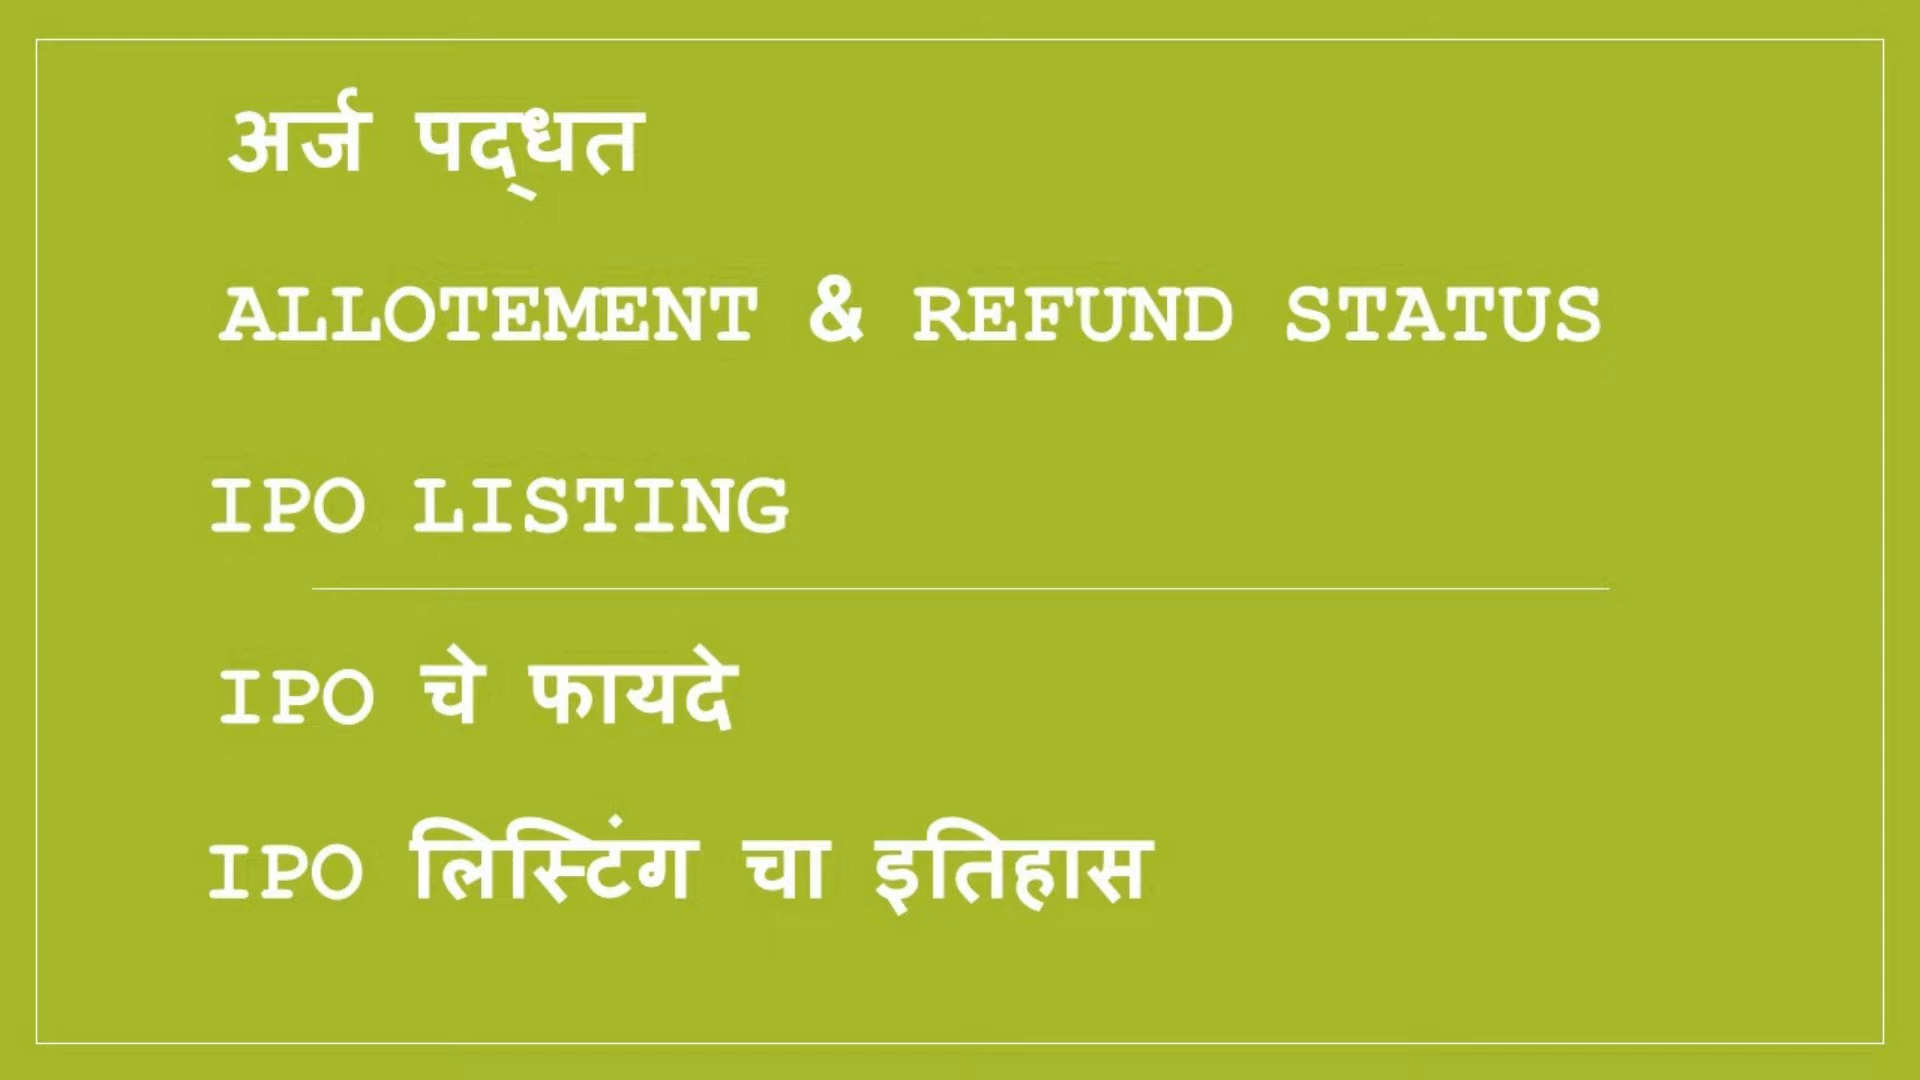 अर्ज पद्‌धत
ALLOTEMENT & REFUND STATUS
IPO LISTING
IPO चे फायदे
IPO लिस्टिंग चा इतिहास